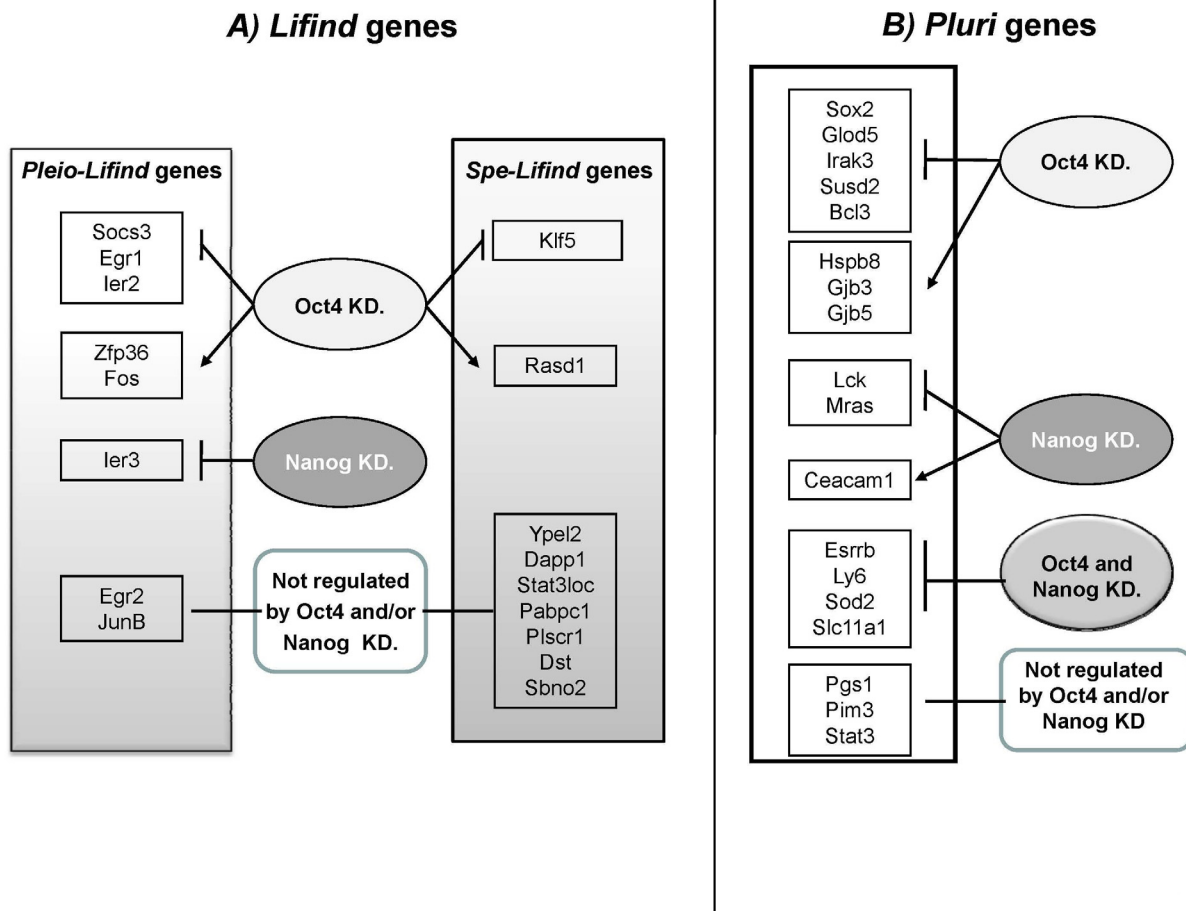 A) Lifind genes
Pleio-Lifind genes
Socs3
Egr1
Ier2
Zfp36
Fos
Ier3
Egr2
JunB
Oct4 KD.
Nanog KD.
Not regulated
by Oct4 and/or
Nanog KD.
Spe-Lifind genes
Klf5
Rasd1
Ypel2
Dapp1
Stat3loc
Pabpc1
Plscr1
Dst
Sbno2
B) Pluri genes
Sox2
Glod5
Irak3
Susd2
Bcl3
Hspb8
Gjb3
Gjb5
Lck
Mras
Ceacam1
Esrrb
Ly6
Sod2
Slc11a1
Pgs1
Pim3
Stat3
Oct4 KD.
Nanog KD.
Oct4 and
Nanog KD.
Not regulated
by Oct4 and/or
Nanog KD